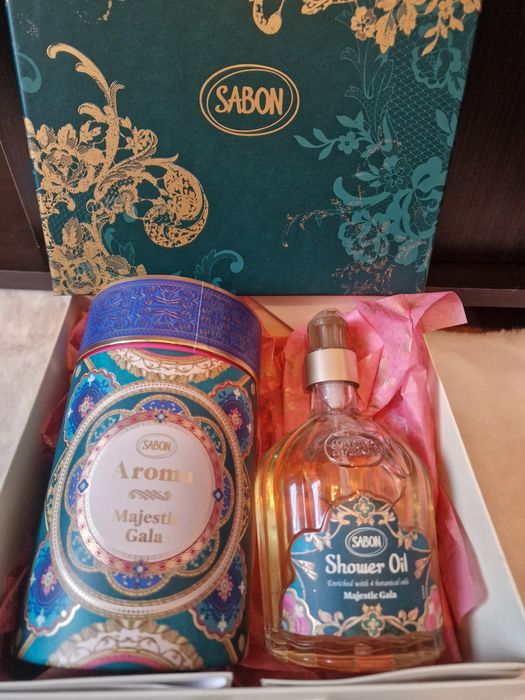 SABON
SABON
Aroma
Majestic
Gala
SABON
Shower Oil
Enriched with 4 botanical oils
Majestic Gala